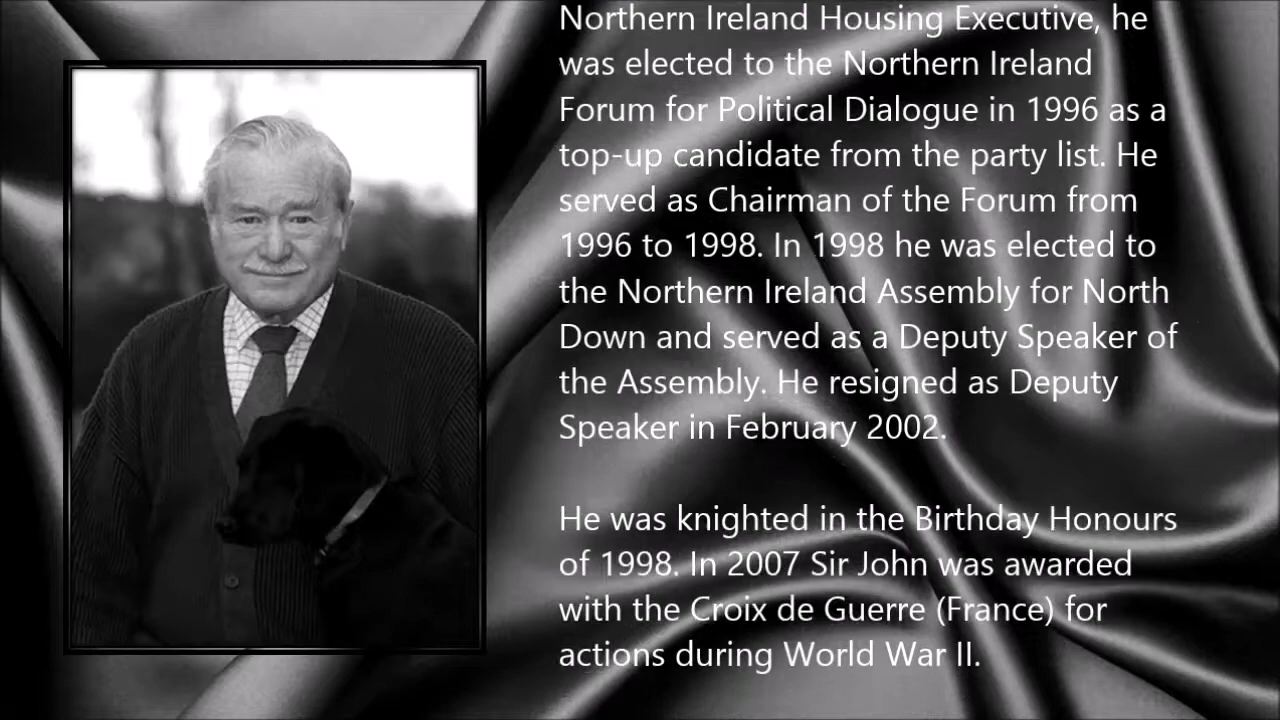 Northern Ireland Housing Executive, he
was elected to the Northern Ireland
Forum for Political Dialogue in 1996 as a
top-up candidate from the party list. He
served as Chairman of the Forum from
1996 to 1998. In 1998 he was elected to
the Northern Ireland Assembly for North
Down and served as a Deputy Speaker of
the Assembly. He resigned as Deputy
Speaker in February 2002.
He was knighted in the Birthday Honours
of 1998. In 2007 Sir John was awarded
with the Croix de Guerre (France) for
actions during World War II.